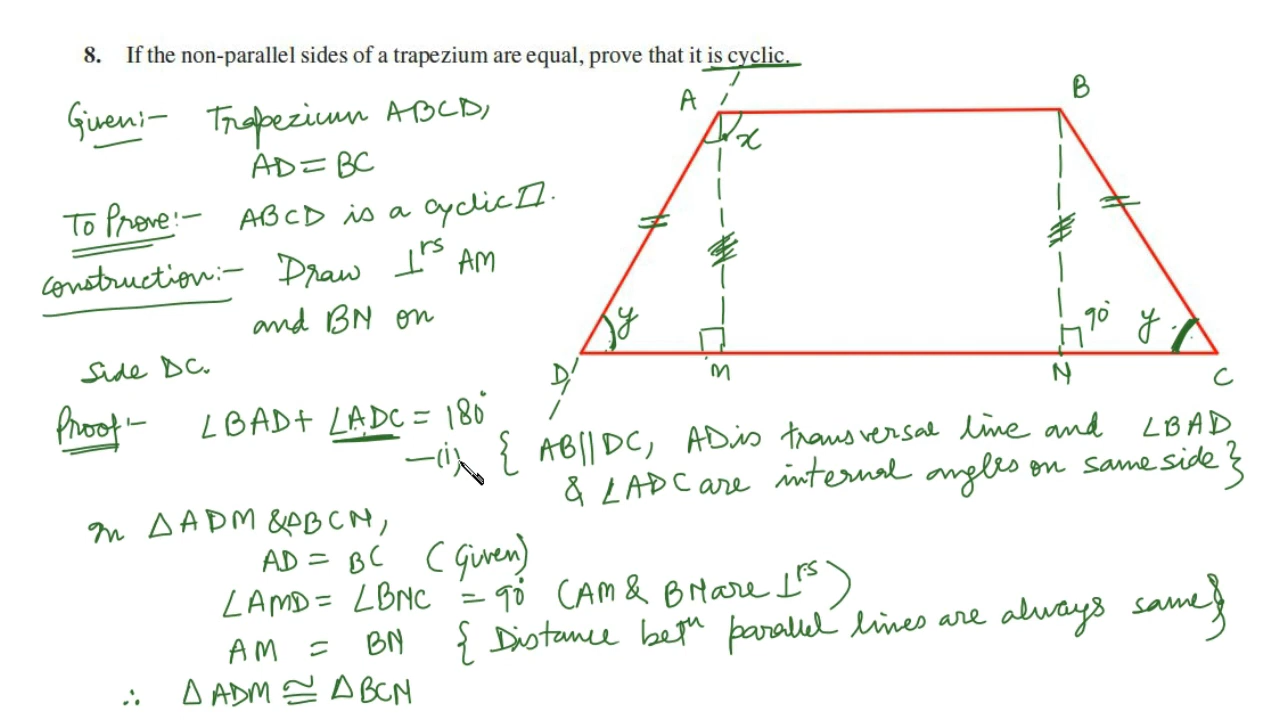 8. If the non-parallel sides of a trapezium are equal, prove that it is cyclic.
Given:- Trapezium ABCD,
AD = BC
To Prove:- ABCD is a cyclic ▱.
Construction:- Draw ⊥rs AM
and BN on
Side DC.
Proof:- ∠BAD + ∠ADC = 180°
—(i) { AB||DC, AD is transversal line and ∠BAD
& ∠ADC are internal angles on same side }
In △ADM & △BCN,
AD = BC (Given)
∠AMD = ∠BNC = 90° (AM & BN are ⊥rs)
AM = BN { Distance betn parallel lines are always same }
∴ △ADM ≅ △BCN
A
B
x
y
90°
y
D
M
N
C